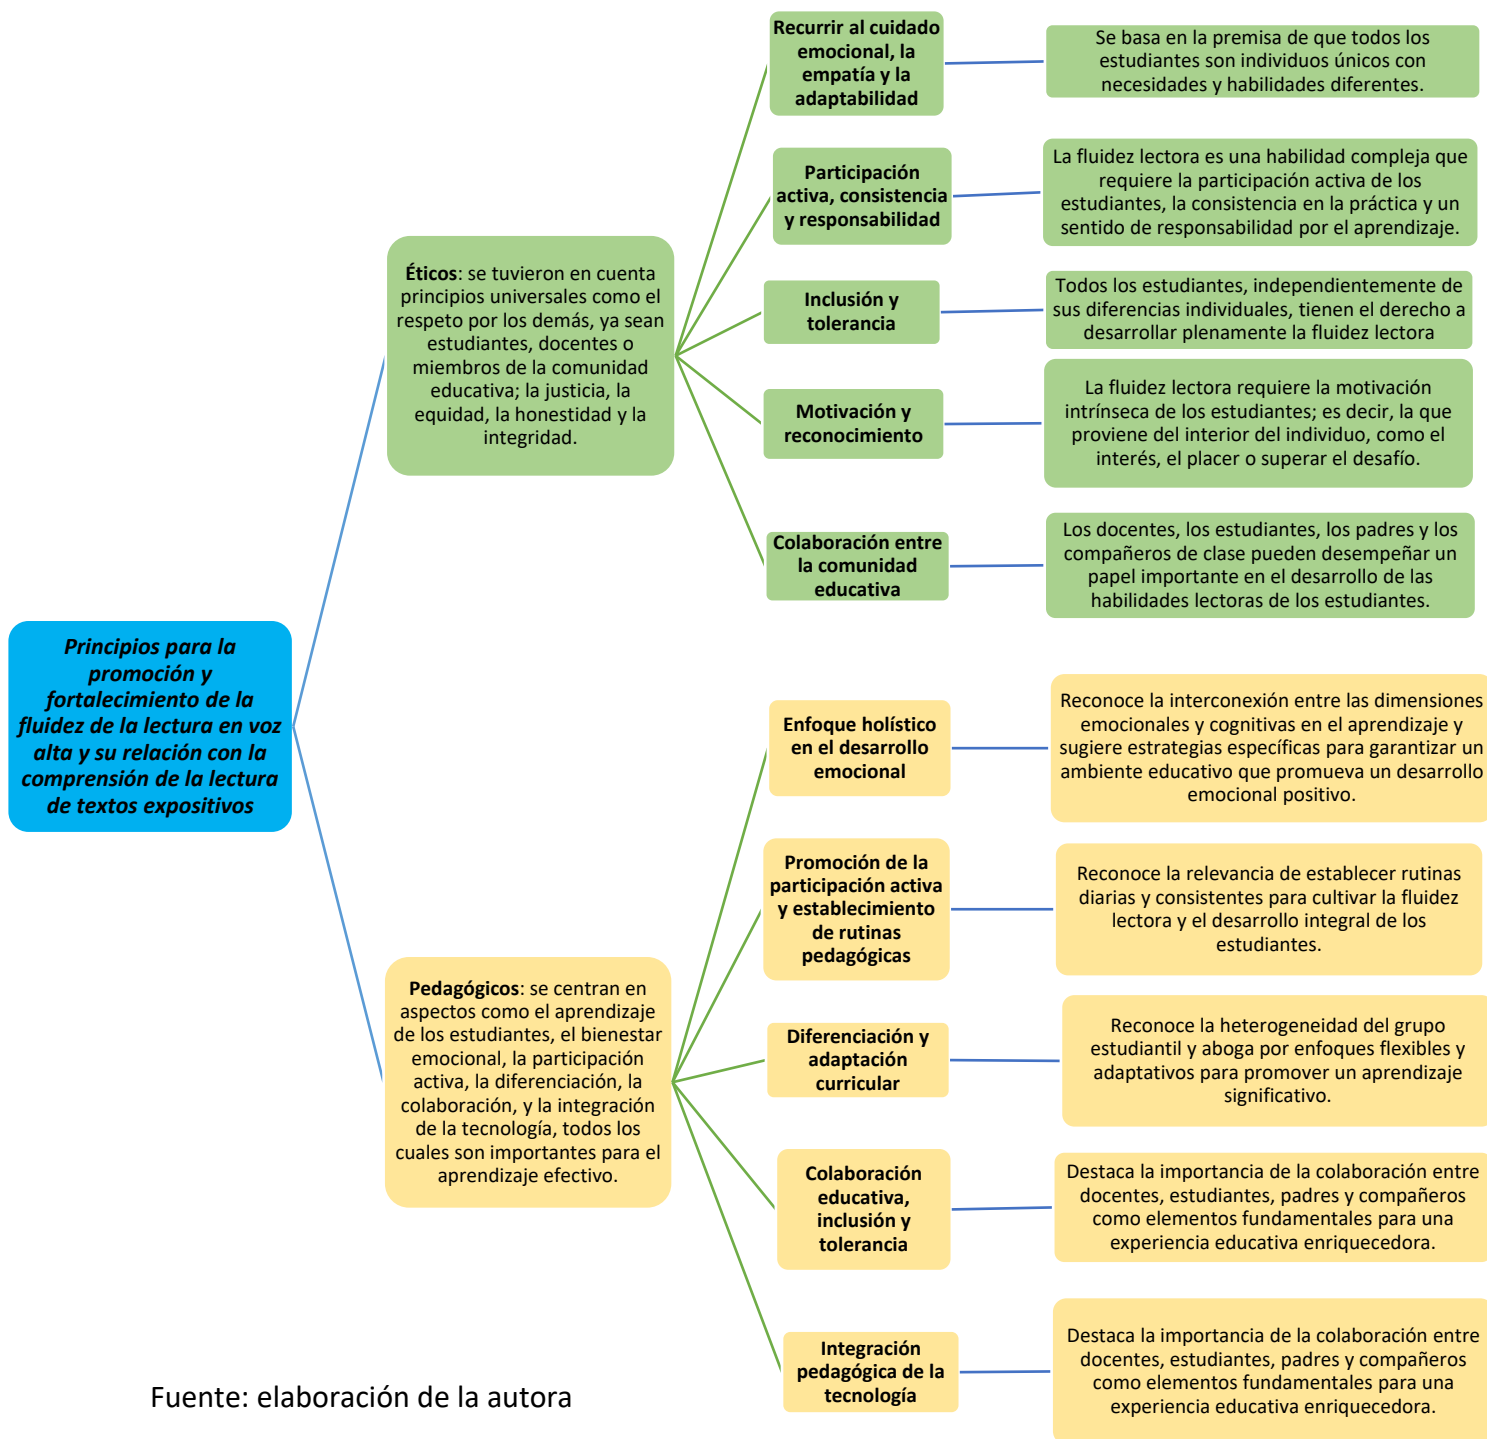 Principios para la
promoción y
fortalecimiento de la
fluidez de la lectura en voz
alta y su relación con la
comprensión de la lectura
de textos expositivos
Éticos: se tuvieron en cuenta
principios universales como el
respeto por los demás, ya sean
estudiantes, docentes o
miembros de la comunidad
educativa; la justicia, la
equidad, la honestidad y la
integridad.
Recurrir al cuidado
emocional, la
empatía y la
adaptabilidad
Se basa en la premisa de que todos los
estudiantes son individuos únicos con
necesidades y habilidades diferentes.
Participación
activa, consistencia
y responsabilidad
La fluidez lectora es una habilidad compleja que
requiere la participación activa de los
estudiantes, la consistencia en la práctica y un
sentido de responsabilidad por el aprendizaje.
Inclusión y
tolerancia
Todos los estudiantes, independientemente de
sus diferencias individuales, tienen el derecho a
desarrollar plenamente la fluidez lectora
Motivación y
reconocimiento
La fluidez lectora requiere la motivación
intrínseca de los estudiantes; es decir, la que
proviene del interior del individuo, como el
interés, el placer o superar el desafío.
Colaboración entre
la comunidad
educativa
Los docentes, los estudiantes, los padres y los
compañeros de clase pueden desempeñar un
papel importante en el desarrollo de las
habilidades lectoras de los estudiantes.
Pedagógicos: se centran en
aspectos como el aprendizaje
de los estudiantes, el bienestar
emocional, la participación
activa, la diferenciación, la
colaboración, y la integración
de la tecnología, todos los
cuales son importantes para el
aprendizaje efectivo.
Enfoque holístico
en el desarrollo
emocional
Reconoce la interconexión entre las dimensiones
emocionales y cognitivas en el aprendizaje y
sugiere estrategias específicas para garantizar un
ambiente educativo que promueva un desarrollo
emocional positivo.
Promoción de la
participación activa
y establecimiento
de rutinas
pedagógicas
Reconoce la relevancia de establecer rutinas
diarias y consistentes para cultivar la fluidez
lectora y el desarrollo integral de los
estudiantes.
Diferenciación y
adaptación
curricular
Reconoce la heterogeneidad del grupo
estudiantil y aboga por enfoques flexibles y
adaptativos para promover un aprendizaje
significativo.
Colaboración
educativa,
inclusión y
tolerancia
Destaca la importancia de la colaboración entre
docentes, estudiantes, padres y compañeros
como elementos fundamentales para una
experiencia educativa enriquecedora.
Integración
pedagógica de la
tecnología
Destaca la importancia de la colaboración entre
docentes, estudiantes, padres y compañeros
como elementos fundamentales para una
experiencia educativa enriquecedora.
Fuente: elaboración de la autora